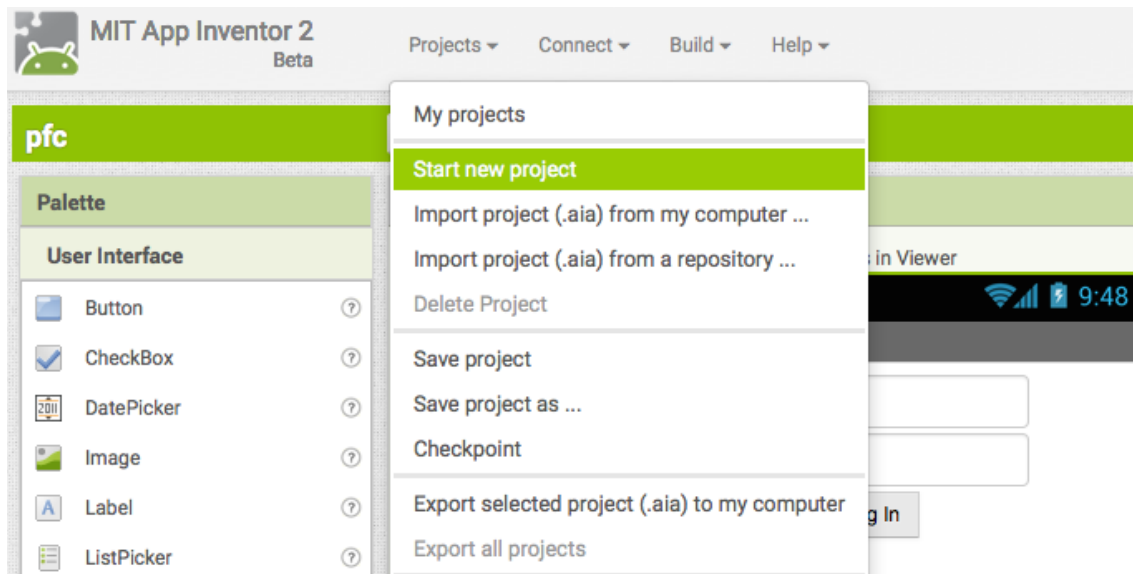 MIT App Inventor 2
Beta
Projects Connect Build Help
pfc
My projects
Start new project
Import project (.aia) from my computer ...
Import project (.aia) from a repository ...
Delete Project
Save project
Save project as ...
Checkpoint
Export selected project (.aia) to my computer
Export all projects
Palette
User Interface
Button ?
CheckBox ?
2011 DatePicker ?
Image ?
A Label ?
ListPicker ?
in Viewer
9:48
g In